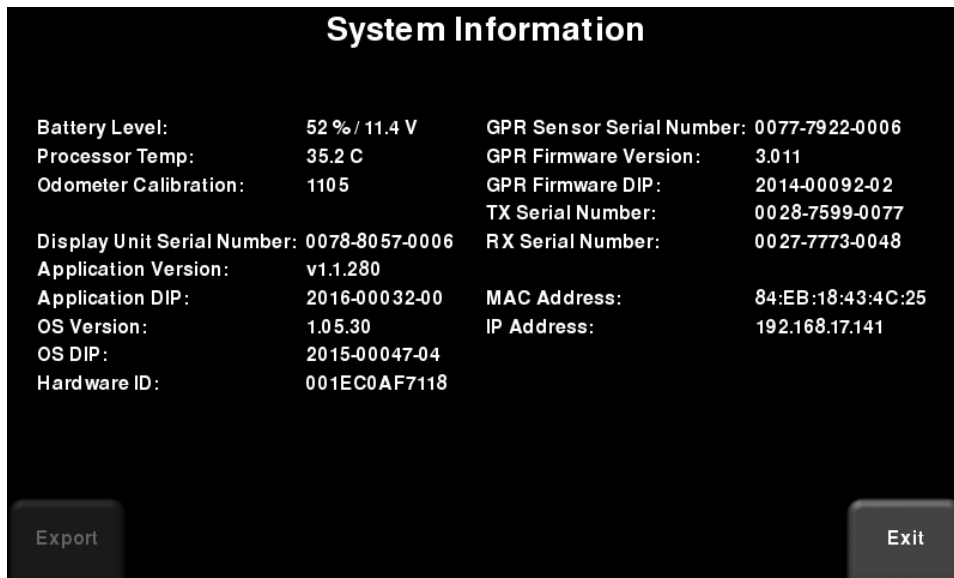 System Information
Battery Level: 52 % / 11.4 V
Processor Temp: 35.2 C
Odometer Calibration: 1105
Display Unit Serial Number: 0078-8057-0006
Application Version: v1.1.280
Application DIP: 2016-00032-00
OS Version: 1.05.30
OS DIP: 2015-00047-04
Hardware ID: 001EC0AF7118
GPR Sensor Serial Number: 0077-7922-0006
GPR Firmware Version: 3.011
GPR Firmware DIP: 2014-00092-02
TX Serial Number: 0028-7599-0077
RX Serial Number: 0027-7773-0048
MAC Address: 84:EB:18:43:4C:25
IP Address: 192.168.17.141
Export
Exit